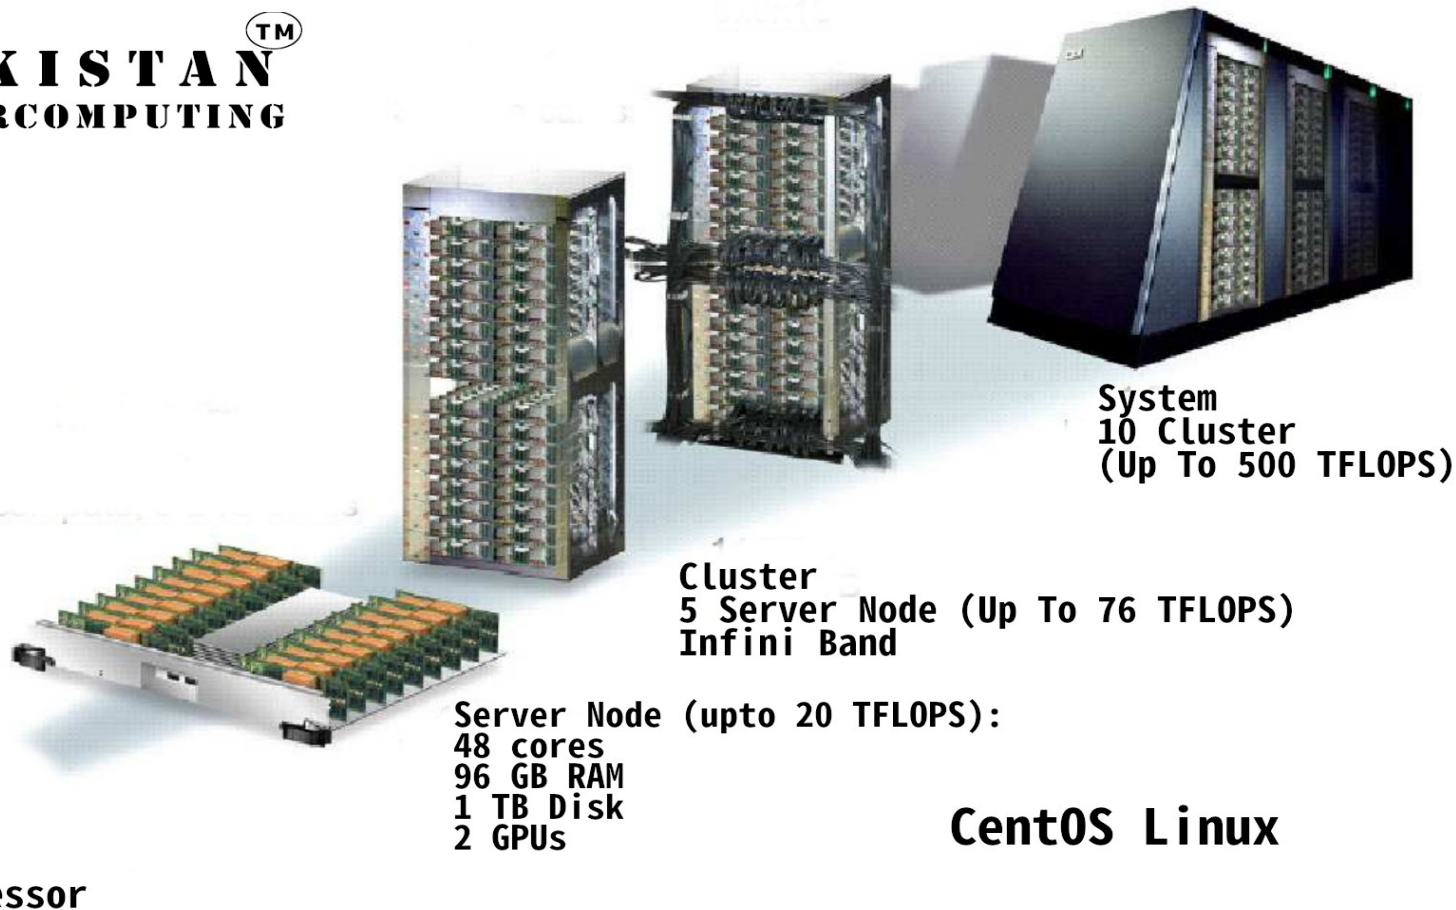 TM
KISTAN
RCOMPUTING
System
10 Cluster
(Up To 500 TFLOPS)
Cluster
5 Server Node (Up To 76 TFLOPS)
Infini Band
Server Node (upto 20 TFLOPS):
48 cores
96 GB RAM
1 TB Disk
2 GPUs
CentOS Linux
essor